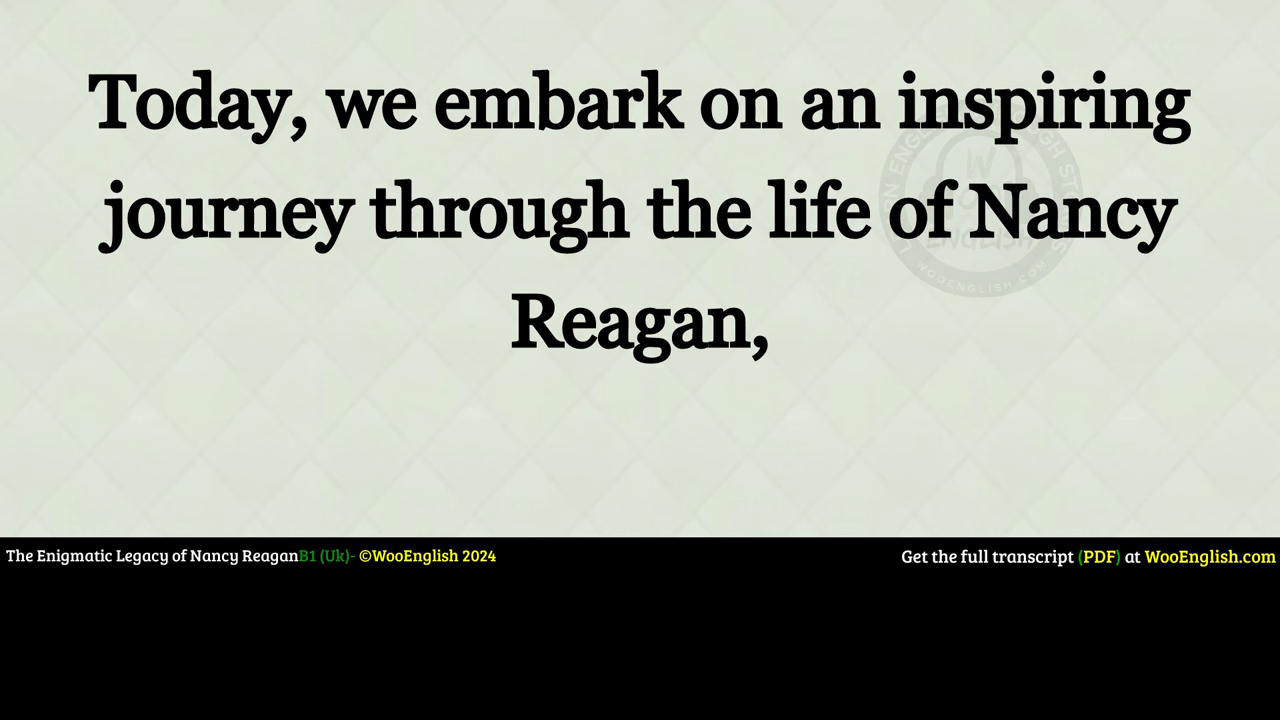 Today, we embark on an inspiring
journey through the life of Nancy
Reagan,
The Enigmatic Legacy of Nancy ReaganB1 (Uk)- ©WooEnglish 2024
Get the full transcript (PDF) at WooEnglish.com